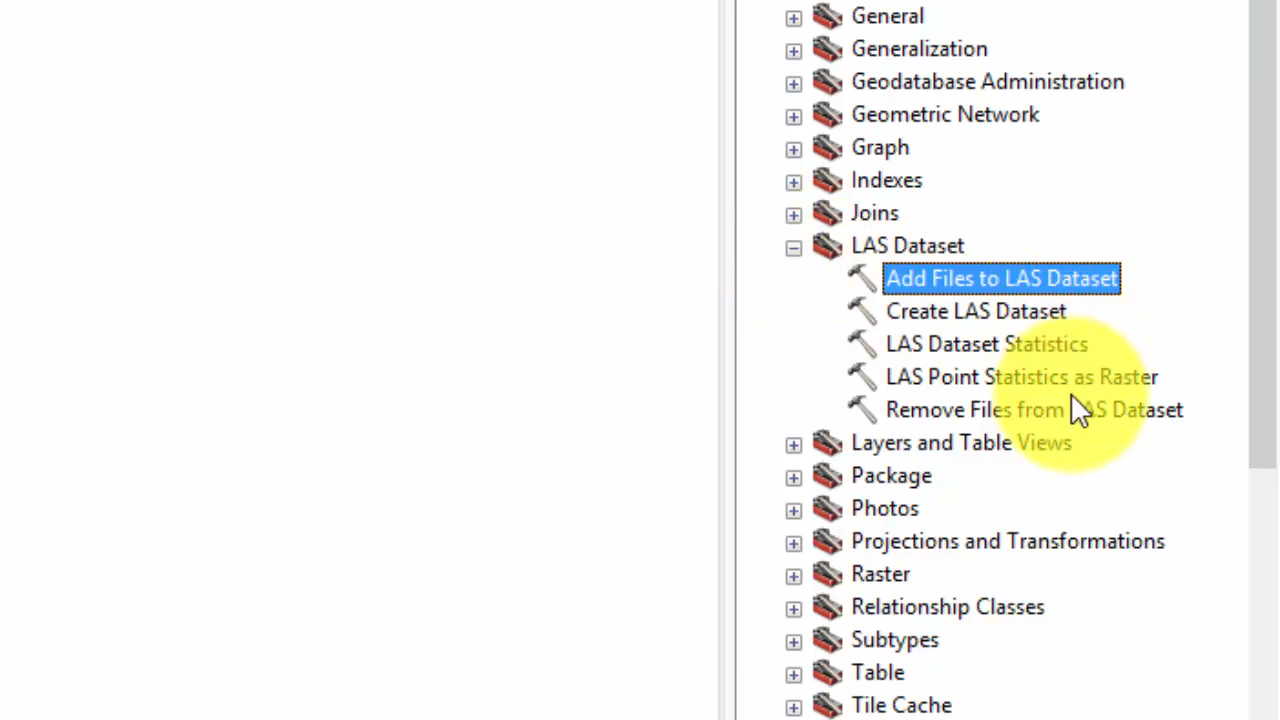 General
Generalization
Geodatabase Administration
Geometric Network
Graph
Indexes
Joins
LAS Dataset
Add Files to LAS Dataset
Create LAS Dataset
LAS Dataset Statistics
LAS Point Statistics as Raster
Remove Files from LAS Dataset
Layers and Table Views
Package
Photos
Projections and Transformations
Raster
Relationship Classes
Subtypes
Table
Tile Cache